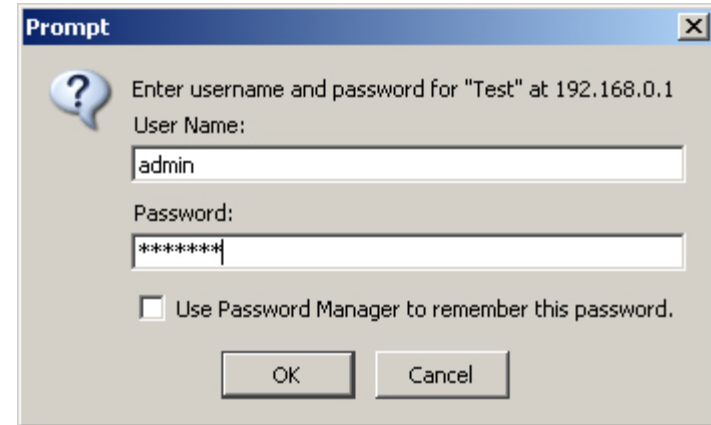 Prompt
Enter username and password for "Test" at 192.168.0.1
User Name:
admin
Password:
*******
Use Password Manager to remember this password.
OK
Cancel